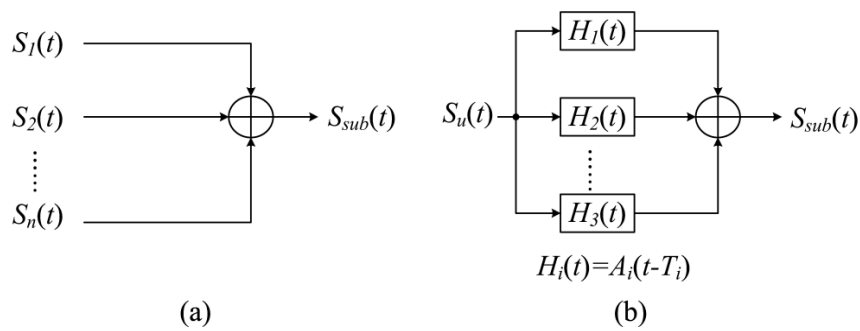 S1(t)
S2(t)
Sn(t)
Ssub(t)
(a)
Su(t)
H1(t)
H2(t)
H3(t)
Ssub(t)
Hi(t)=Ai(t-Ti)
(b)